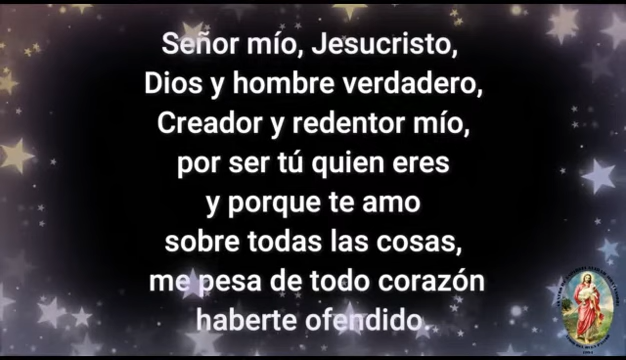 Señor mío, Jesucristo,
Dios y hombre verdadero,
Creador y redentor mío,
por ser tú quien eres
y porque te amo
sobre todas las cosas,
me pesa de todo corazón
haberte ofendido.